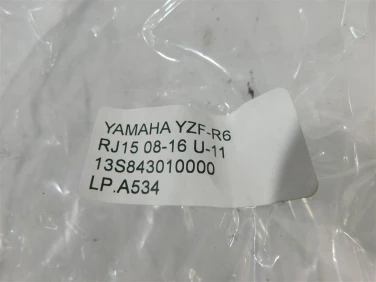 YAMAHA YZF-R6
RJ15 08-16 U-11
13S843010000
LP.A534